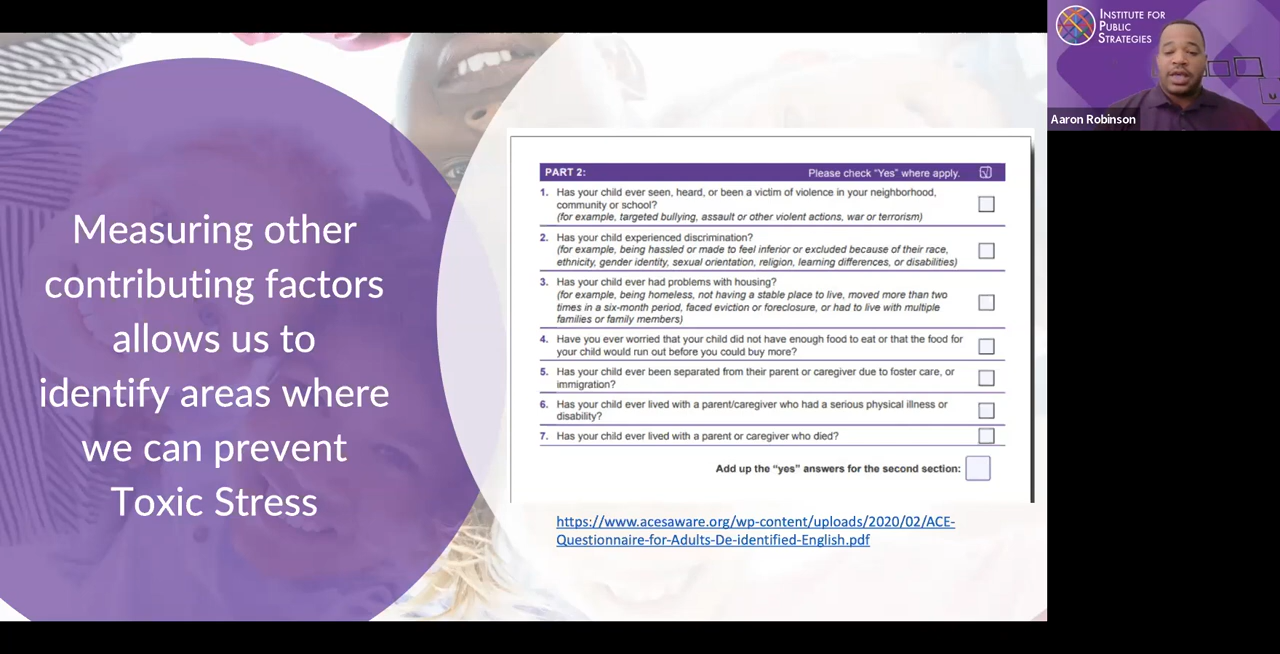 Measuring other
contributing factors
allows us to
identify areas where
we can prevent
Toxic Stress
PART 2:
Please check "Yes" where apply.
1. Has your child ever seen, heard, or been a victim of violence in your neighborhood,
community or school?
(for example, targeted bullying, assault or other violent actions, war or terrorism)
2. Has your child experienced discrimination?
(for example, being hassled or made to feel inferior or excluded because of their race,
ethnicity, gender identity, sexual orientation, religion, learning differences, or disabilities)
3. Has your child ever had problems with housing?
(for example, being homeless, not having a stable place to live, moved more than two
times in a six-month period, faced eviction or foreclosure, or had to live with multiple
families or family members)
4. Have you ever worried that your child did not have enough food to eat or that the food for
your child would run out before you could buy more?
5. Has your child ever been separated from their parent or caregiver due to foster care, or
immigration?
6. Has your child ever lived with a parent/caregiver who had a serious physical illness or
disability?
7. Has your child ever lived with a parent or caregiver who died?
Add up the "yes" answers for the second section:
https://www.acesaware.org/wp-content/uploads/2020/02/ACE-
Questionnaire-for-Adults-De-identified-English.pdf
INSTITUTE FOR
PUBLIC
STRATEGIES
Aaron Robinson